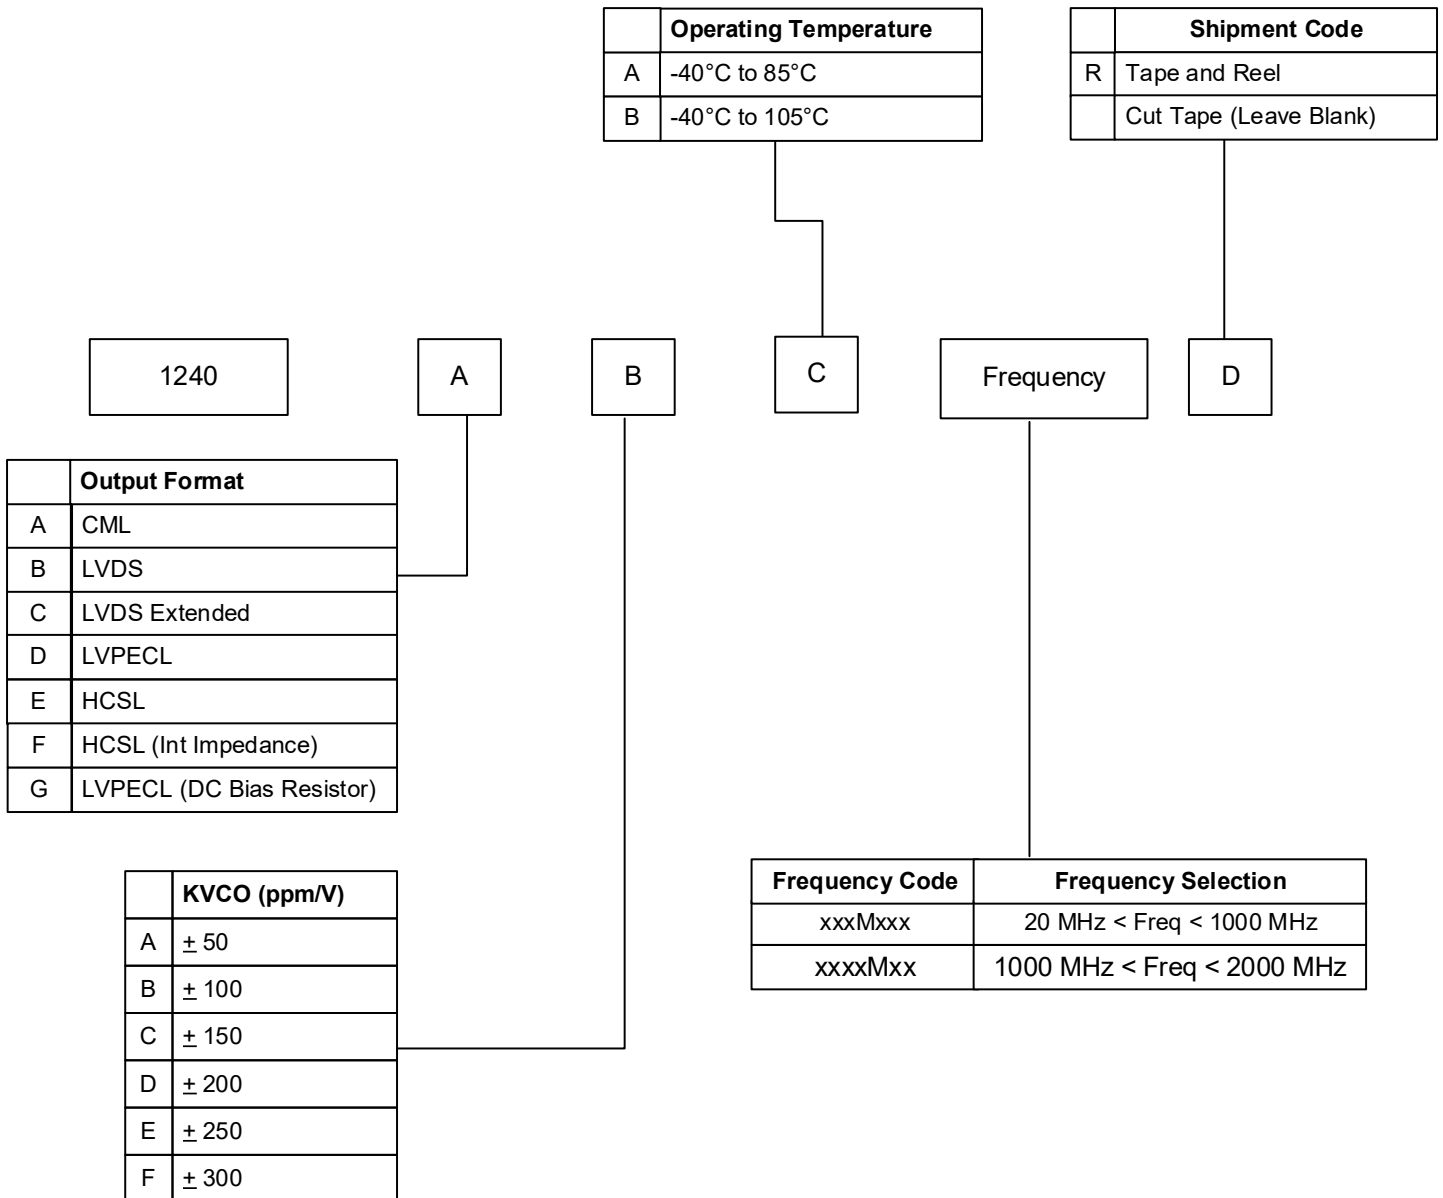 Operating Temperature
A -40°C to 85°C
B -40°C to 105°C
Shipment Code
R Tape and Reel
Cut Tape (Leave Blank)
1240 A B C Frequency D
Output Format
A CML
B LVDS
C LVDS Extended
D LVPECL
E HCSL
F HCSL (Int Impedance)
G LVPECL (DC Bias Resistor)
KVCO (ppm/V)
A ± 50
B ± 100
C ± 150
D ± 200
E ± 250
F ± 300
Frequency Code Frequency Selection
xxxMxxx 20 MHz < Freq < 1000 MHz
xxxxMxx 1000 MHz < Freq < 2000 MHz